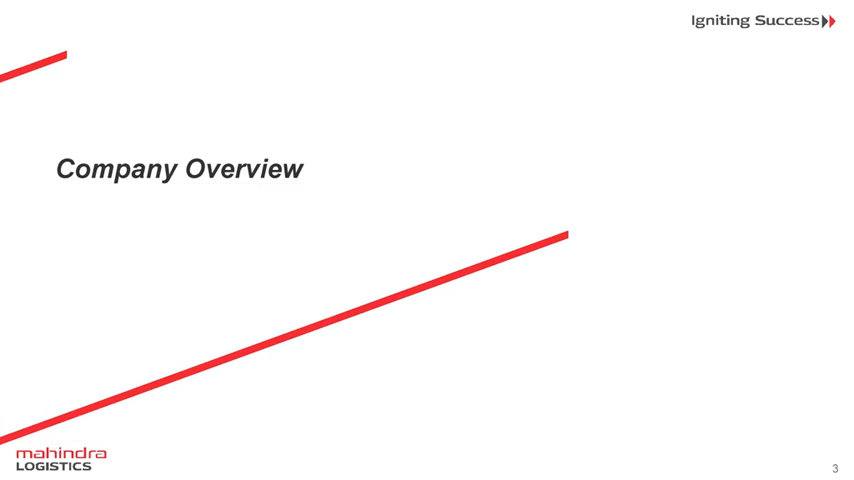 Igniting Success
Company Overview
mahindra
LOGISTICS
3